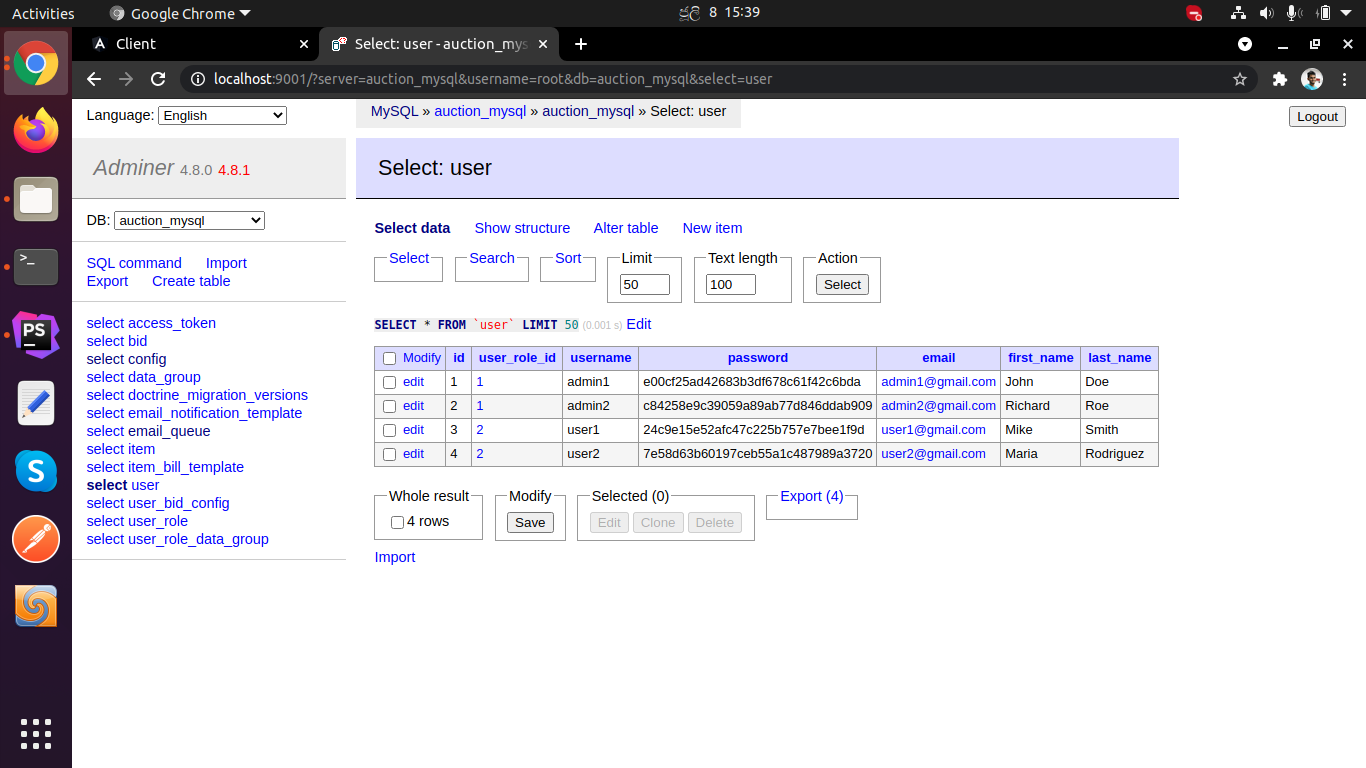 Activities Google Chrome ජූලි 8 15:39
Client Select: user - auction_mys
localhost:9001/?server=auction_mysql&username=root&db=auction_mysql&select=user
Language: English
MySQL » auction_mysql » auction_mysql » Select: user
Logout
Adminer 4.8.0 4.8.1
Select: user
DB: auction_mysql
SQL command Import
Export Create table
select access_token
select bid
select config
select data_group
select doctrine_migration_versions
select email_notification_template
select email_queue
select item
select item_bill_template
select user
select user_bid_config
select user_role
select user_role_data_group
Select data Show structure Alter table New item
Select Search Sort Limit Text length Action
50 100 Select
SELECT * FROM `user` LIMIT 50 (0.001 s) Edit
Modify id user_role_id username password email first_name last_name
edit 1 1 admin1 e00cf25ad42683b3df678c61f42c6bda admin1@gmail.com John Doe
edit 2 1 admin2 c84258e9c39059a89ab77d846ddab909 admin2@gmail.com Richard Roe
edit 3 2 user1 24c9e15e52afc47c225b757e7bee1f9d user1@gmail.com Mike Smith
edit 4 2 user2 7e58d63b60197ceb55a1c487989a3720 user2@gmail.com Maria Rodriguez
Whole result Modify Selected (0) Export (4)
4 rows Save Edit Clone Delete
Import
>_
PS